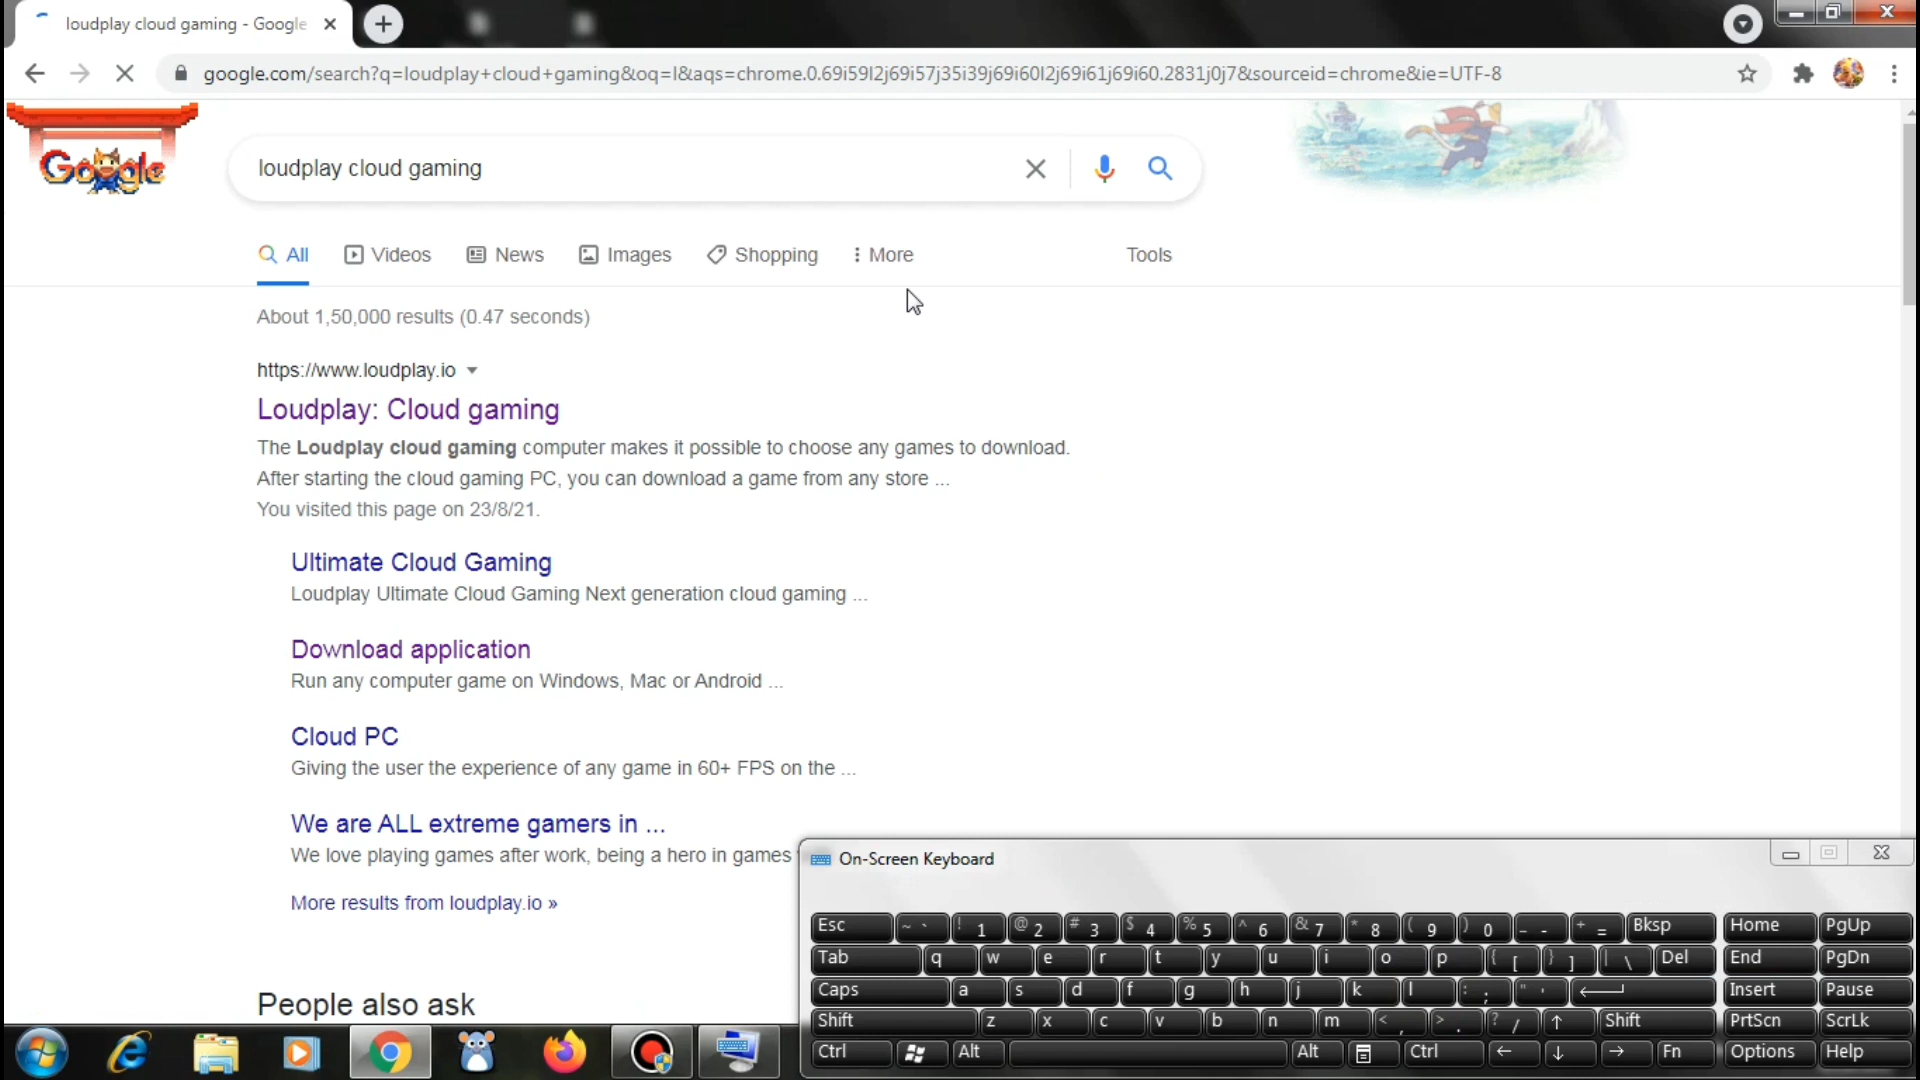 loudplay cloud gaming - Google
google.com/search?q=loudplay+cloud+gaming&oq=l&aqs=chrome.0.69i59l2j69i57j35i39j69i60l2j69i61j69i60.2831j0j7&sourceid=chrome&ie=UTF-8
Google
loudplay cloud gaming
All Videos News Images Shopping More Tools
About 1,50,000 results (0.47 seconds)
https://www.loudplay.io
Loudplay: Cloud gaming
The Loudplay cloud gaming computer makes it possible to choose any games to download.
After starting the cloud gaming PC, you can download a game from any store ...
You visited this page on 23/8/21.
Ultimate Cloud Gaming
Loudplay Ultimate Cloud Gaming Next generation cloud gaming ...
Download application
Run any computer game on Windows, Mac or Android ...
Cloud PC
Giving the user the experience of any game in 60+ FPS on the ...
We are ALL extreme gamers in ...
We love playing games after work, being a hero in games
More results from loudplay.io »
People also ask
On-Screen Keyboard
Esc ~ ` ! 1 @ 2 # 3 $ 4 % 5 ^ 6 & 7 * 8 ( 9 ) 0 _ - + = Bksp Home PgUp
Tab q w e r t y u i o p { [ } ] | \ Del End PgDn
Caps a s d f g h j k l : ; " ' Insert Pause
Shift z x c v b n m < , > . ? / ↑ Shift PrtScn ScrLk
Ctrl Alt Alt Ctrl ← ↓ → Fn Options Help